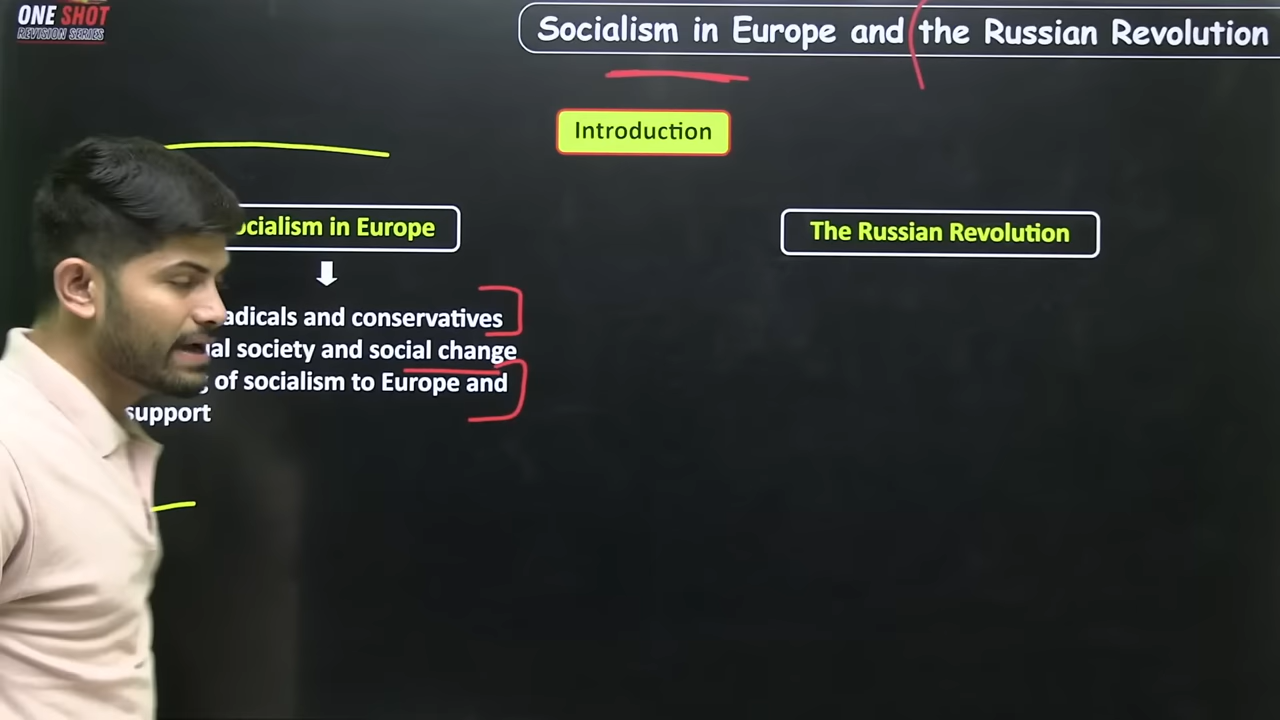 ONE SHOT
REVISION SERIES
Socialism in Europe and the Russian Revolution
Introduction
ocialism in Europe
The Russian Revolution
adicals and conservatives
al society and social change
of socialism to Europe and
support